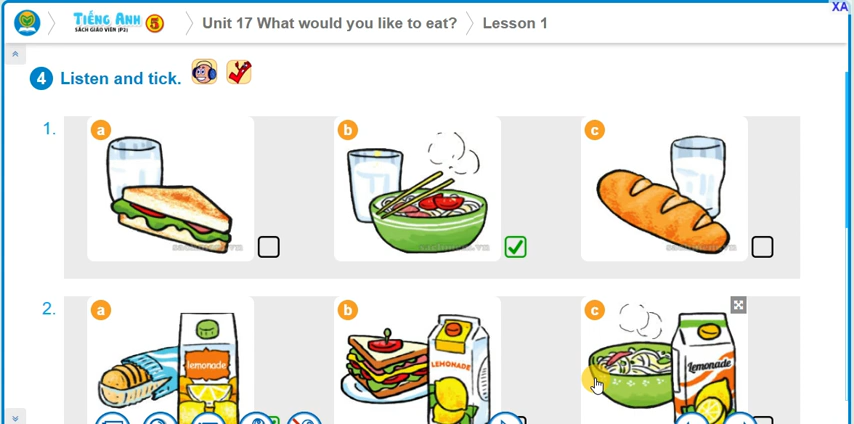 XA
TIẾNG ANH 5
SÁCH GIÁO VIÊN (P2)
Unit 17 What would you like to eat?
Lesson 1
4 Listen and tick.
1.
a
b
c
2.
a
b
c
lemonade
LEMONADE
Lemonade